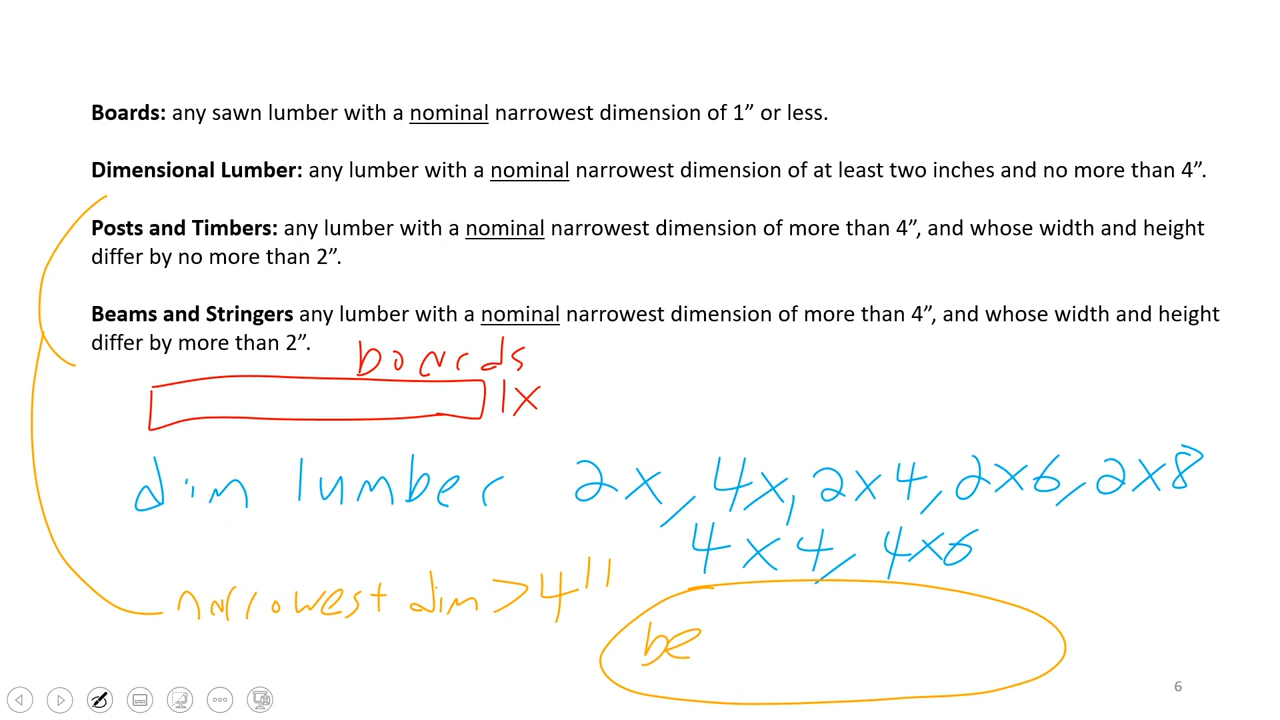 Boards: any sawn lumber with a nominal narrowest dimension of 1” or less.
Dimensional Lumber: any lumber with a nominal narrowest dimension of at least two inches and no more than 4”.
Posts and Timbers: any lumber with a nominal narrowest dimension of more than 4”, and whose width and height
differ by no more than 2”.
Beams and Stringers any lumber with a nominal narrowest dimension of more than 4”, and whose width and height
differ by more than 2”.
boards
1x
dim lumber 2x, 4x, 2x4, 2x6, 2x8
4x4, 4x6
narrowest dim > 4"
be
6